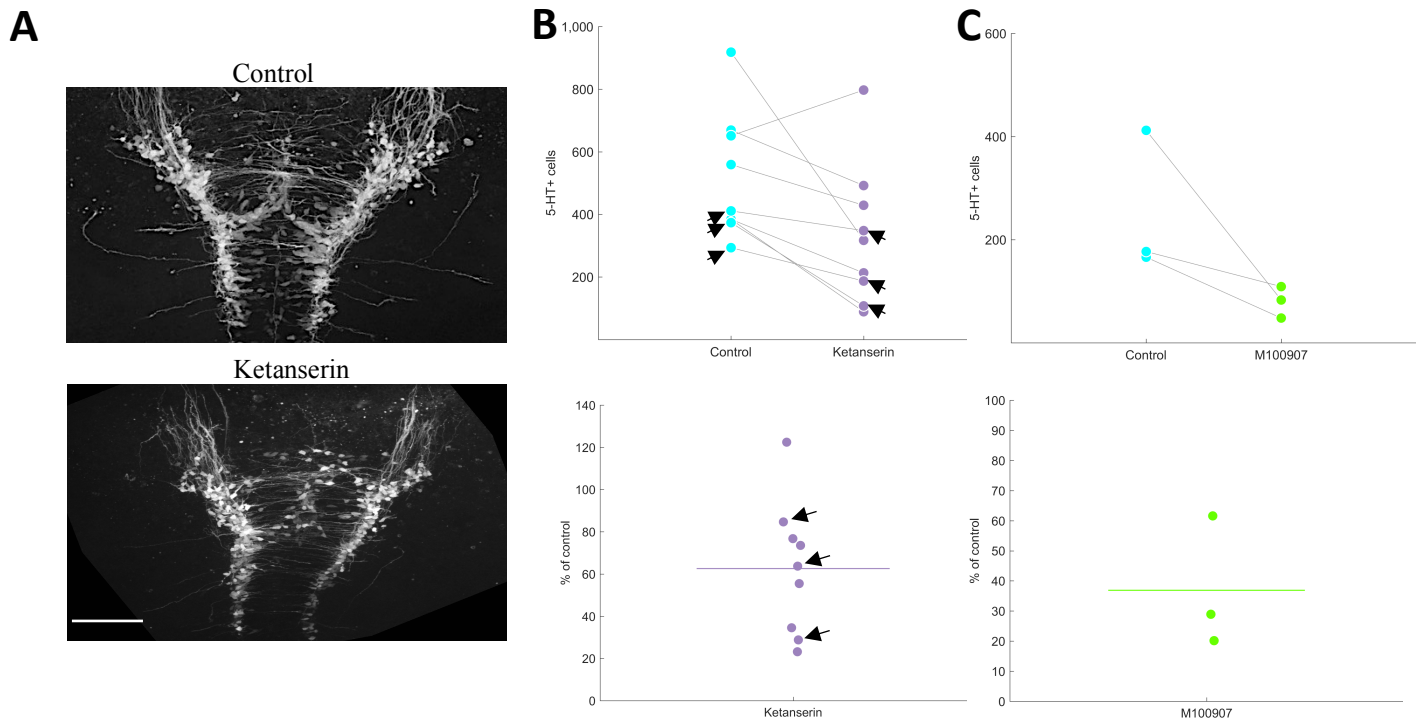 A
Control
Ketanserin
B
1,000
800
600
400
200
5-HT+ cells
Control
Ketanserin
140
120
100
80
60
40
20
0
% of control
Ketanserin
C
600
400
200
5-HT+ cells
Control
M100907
100
90
80
70
60
50
40
30
20
10
0
% of control
M100907